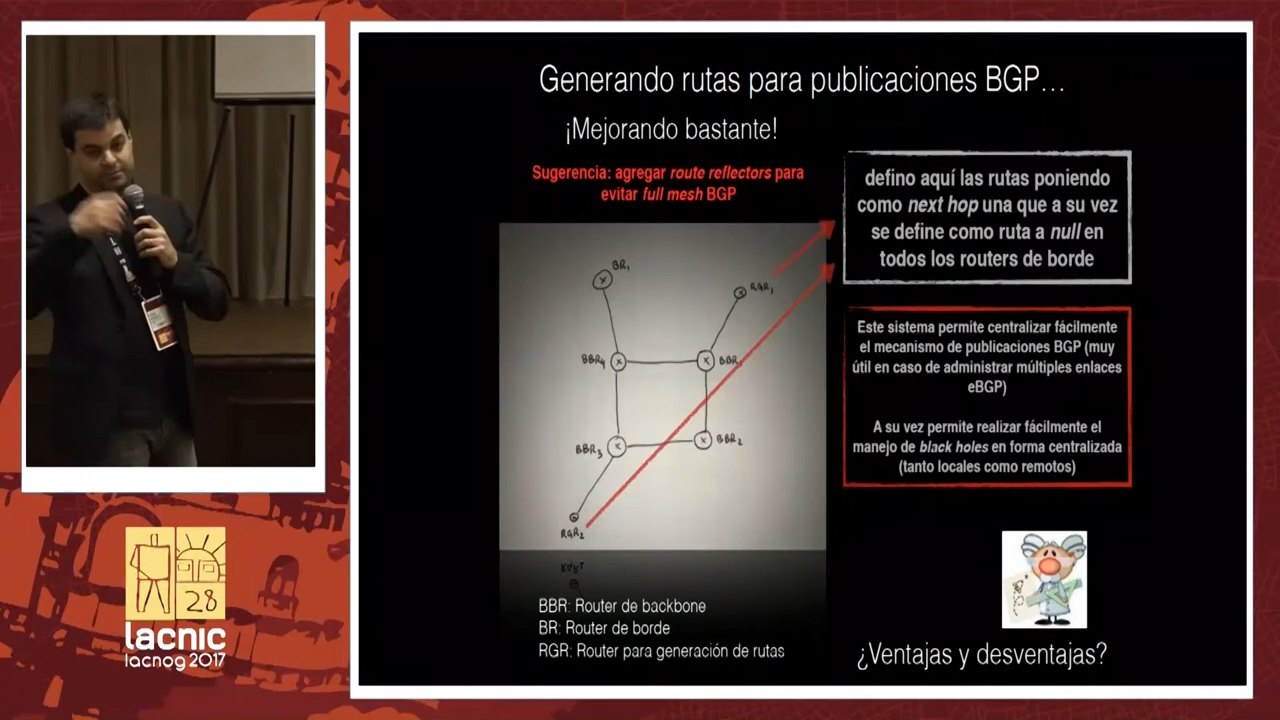 Generando rutas para publicaciones BGP…
¡Mejorando bastante!
Sugerencia: agregar route reflectors para
evitar full mesh BGP
defino aquí las rutas poniendo
como next hop una que a su vez
se define como ruta a null en
todos los routers de borde
BR1
RGR1
BBR4
BBR
BBR3
BBR2
RGR2
Este sistema permite centralizar fácilmente
el mecanismo de publicaciones BGP (muy
útil en caso de administrar múltiples enlaces
eBGP)
A su vez permite realizar fácilmente el
manejo de black holes en forma centralizada
(tanto locales como remotos)
BBR: Router de backbone
BR: Router de borde
RGR: Router para generación de rutas
¿Ventajas y desventajas?
28
lacnic
lacnog 2017